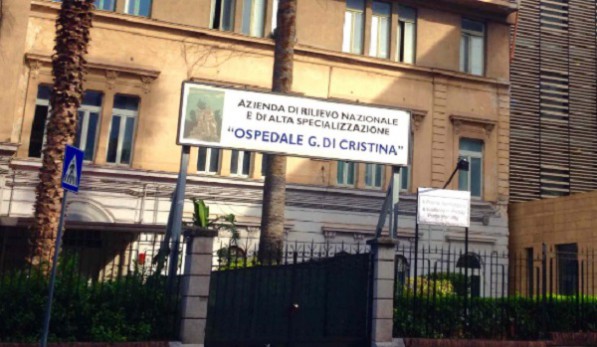 AZIENDA DI RILIEVO NAZIONALE
E DI ALTA SPECIALIZZAZIONE
"OSPEDALE G. DI CRISTINA"